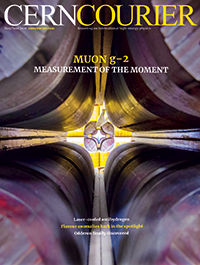 CERNCOURIER
MUON g–2
MEASUREMENT OF THE MOMENT
Laser-cooled antihydrogen
Flavour anomalies back in the spotlight
Odderon finally discovered